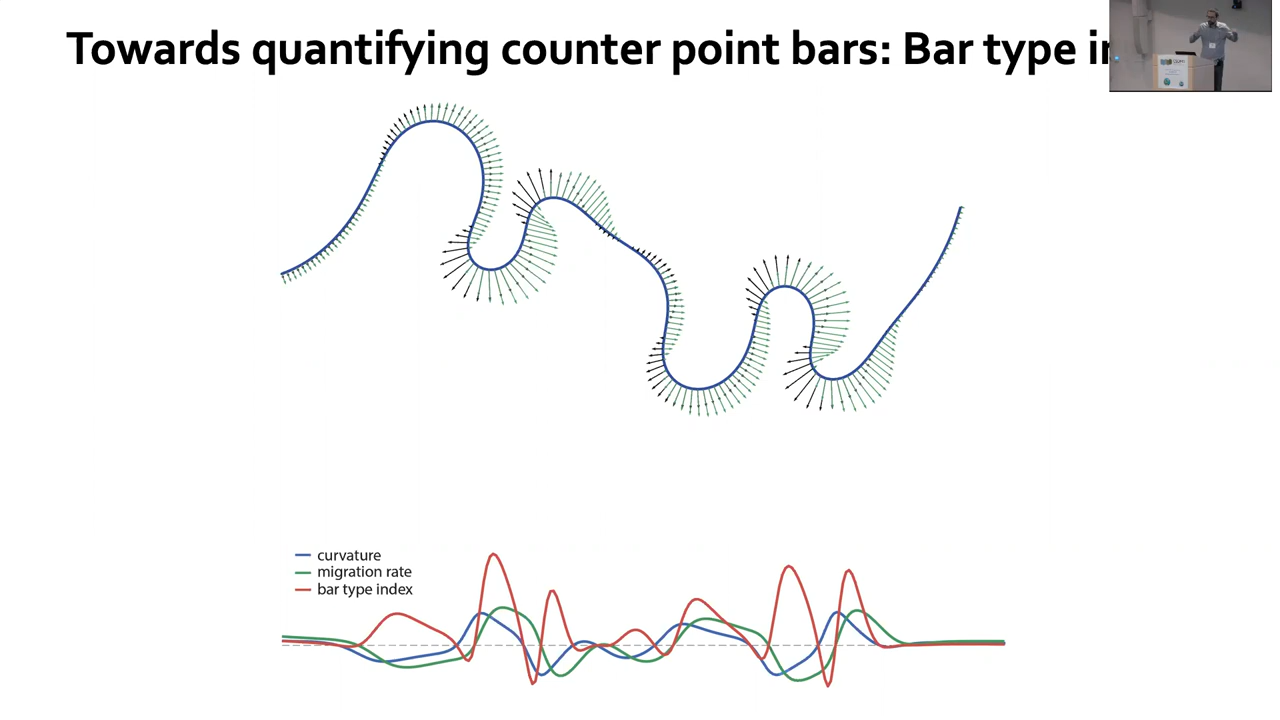 Towards quantifying counter point bars: Bar type
curvature
migration rate
bar type index